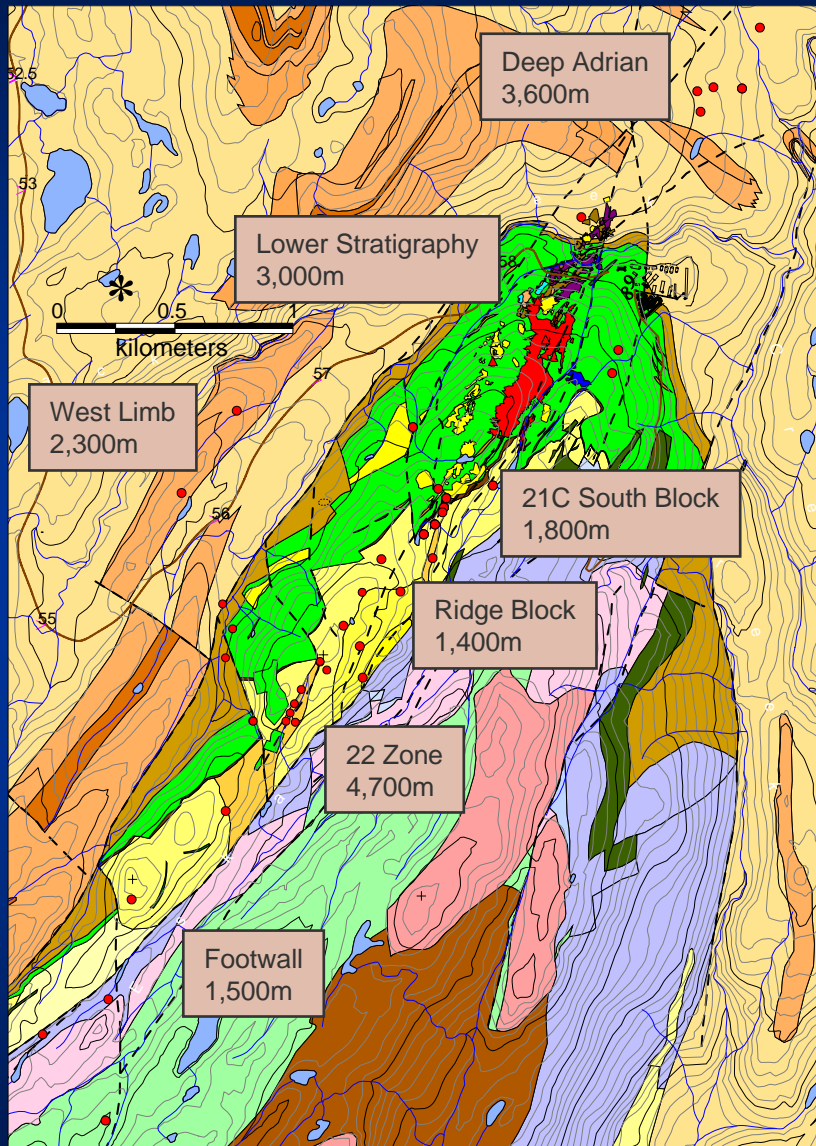 Deep Adrian
3,600m
52.5
53
Lower Stratigraphy
3,000m
58
0 0.5 1
kilometers
57
West Limb
2,300m
21C South Block
1,800m
56
55
Ridge Block
1,400m
22 Zone
4,700m
Footwall
1,500m